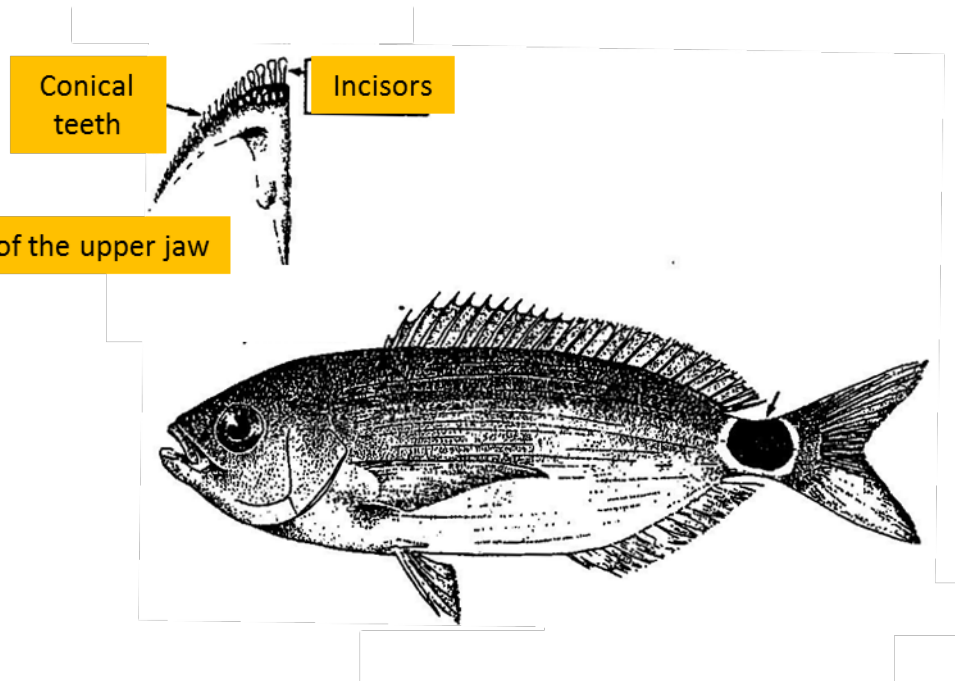 Conical
teeth
Incisors
of the upper jaw